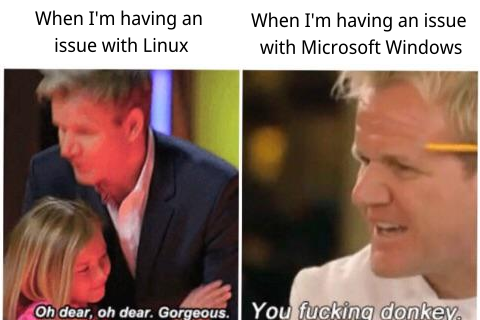 When I'm having an
issue with Linux
When I'm having an issue
with Microsoft Windows
Oh dear, oh dear. Gorgeous.
You fucking donkey.